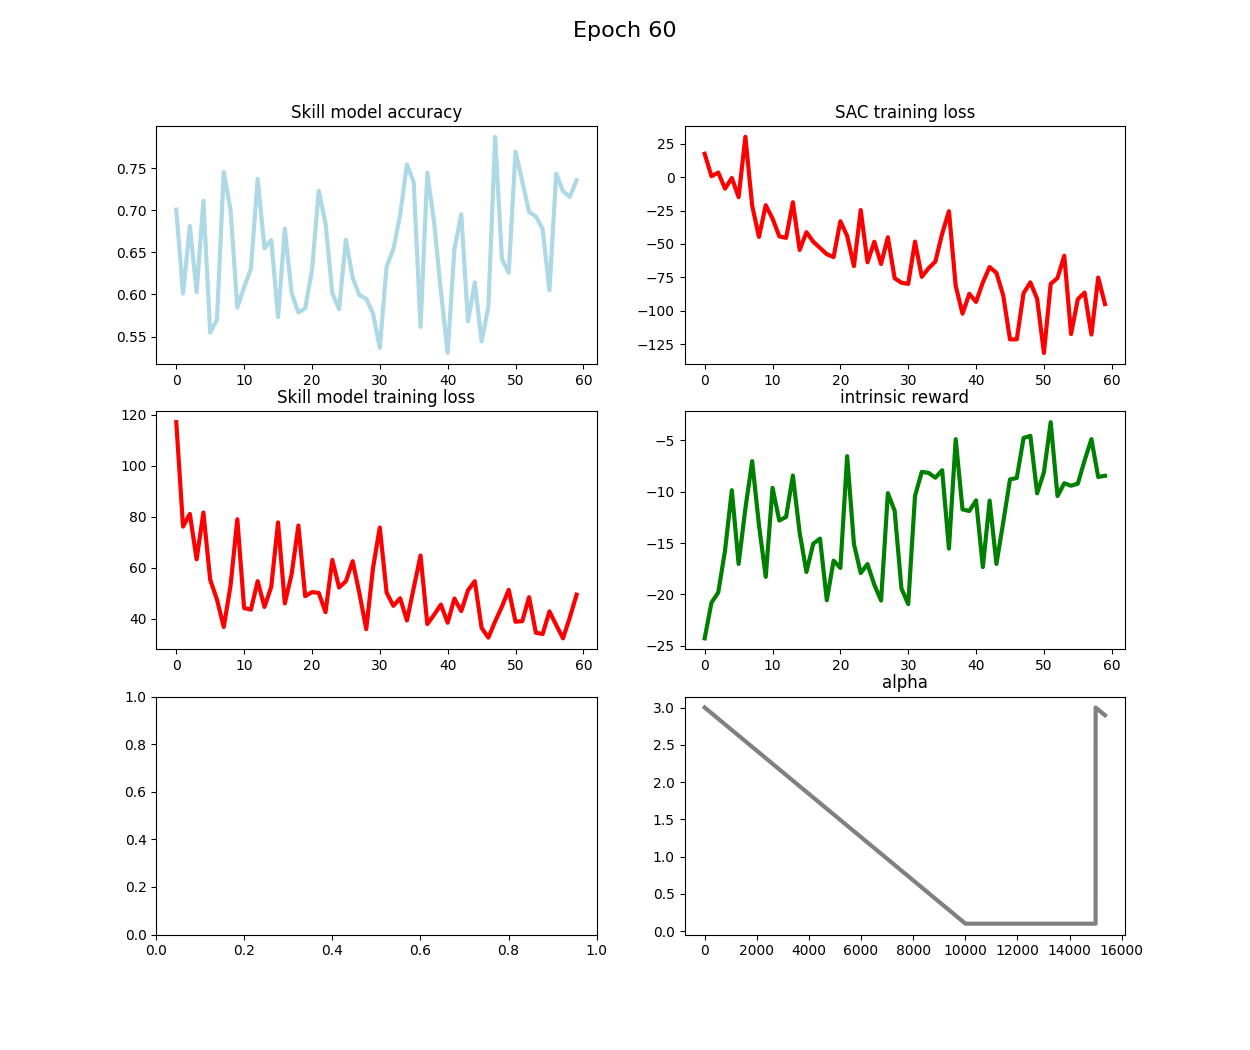 Epoch 60
Skill model accuracy
0.75
0.70
0.65
0.60
0.55
0 10 20 30 40 50 60
SAC training loss
25
0
−25
−50
−75
−100
−125
0 10 20 30 40 50 60
Skill model training loss
120
100
80
60
40
0 10 20 30 40 50 60
intrinsic reward
−5
−10
−15
−20
−25
0 10 20 30 40 50 60
1.0
0.8
0.6
0.4
0.2
0.0
0.0 0.2 0.4 0.6 0.8 1.0
alpha
3.0
2.5
2.0
1.5
1.0
0.5
0.0
0 2000 4000 6000 8000 10000 12000 14000 16000